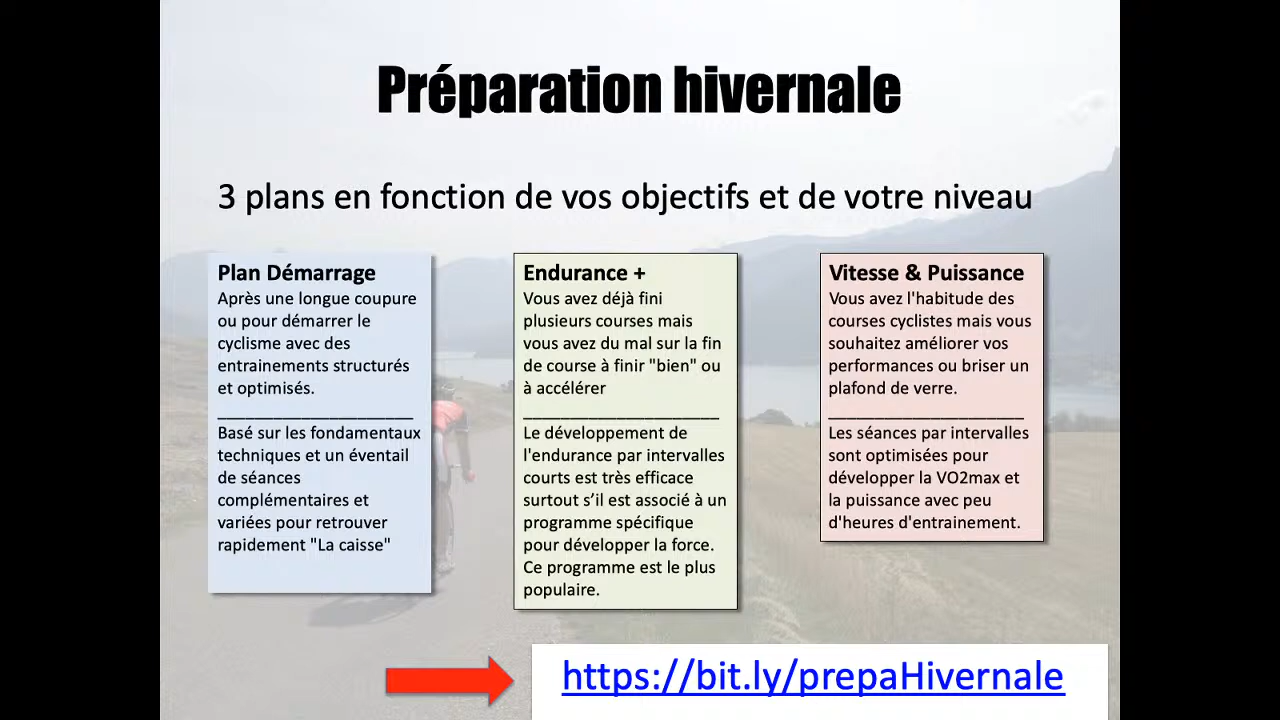 Préparation hivernale
3 plans en fonction de vos objectifs et de votre niveau
Plan Démarrage
Après une longue coupure
ou pour démarrer le
cyclisme avec des
entrainements structurés
et optimisés.
_____________________
Basé sur les fondamentaux
techniques et un éventail
de séances
complémentaires et
variées pour retrouver
rapidement "La caisse"
Endurance +
Vous avez déjà fini
plusieurs courses mais
vous avez du mal sur la fin
de course à finir "bien" ou
à accélérer
_____________________
Le développement de
l'endurance par intervalles
courts est très efficace
surtout s’il est associé à un
programme spécifique
pour développer la force.
Ce programme est le plus
populaire.
Vitesse & Puissance
Vous avez l'habitude des
courses cyclistes mais vous
souhaitez améliorer vos
performances ou briser un
plafond de verre.
_____________________
Les séances par intervalles
sont optimisées pour
développer la VO2max et
la puissance avec peu
d'heures d'entrainement.
https://bit.ly/prepaHivernale